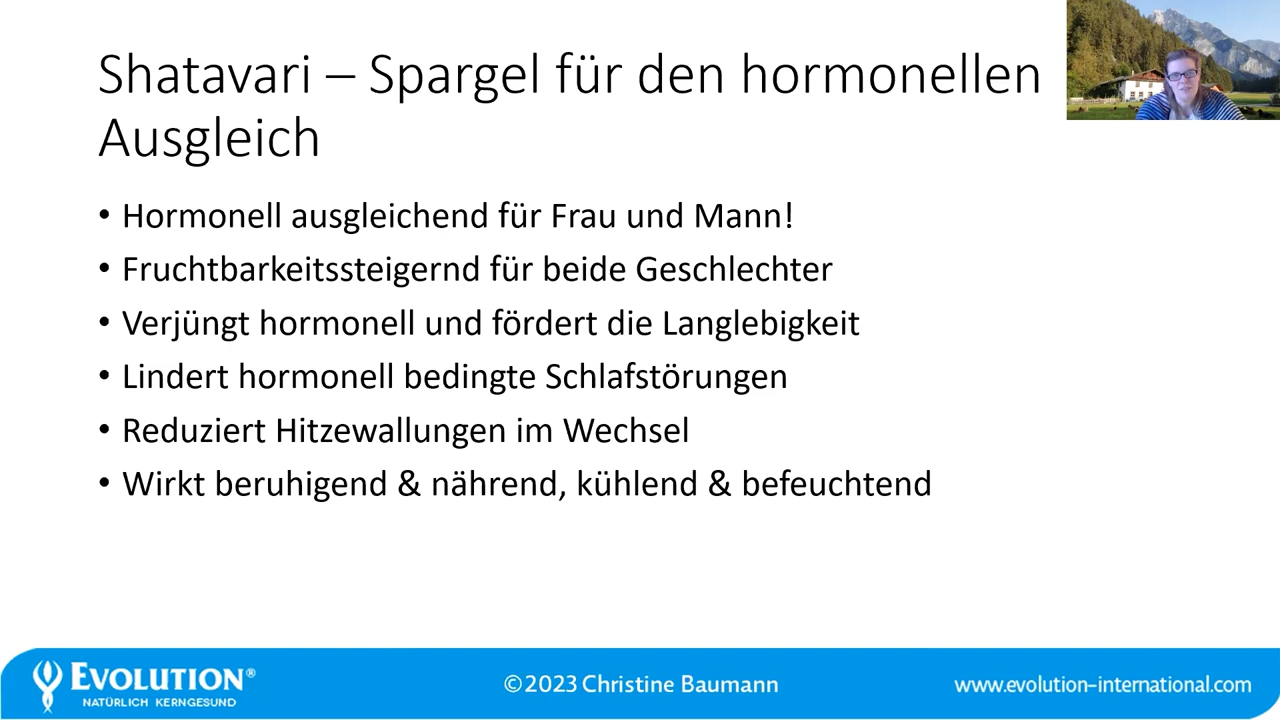 Shatavari – Spargel für den hormonellen
Ausgleich
• Hormonell ausgleichend für Frau und Mann!
• Fruchtbarkeitssteigernd für beide Geschlechter
• Verjüngt hormonell und fördert die Langlebigkeit
• Lindert hormonell bedingte Schlafstörungen
• Reduziert Hitzewallungen im Wechsel
• Wirkt beruhigend & nährend, kühlend & befeuchtend
EVOLUTION®
NATÜRLICH KERNGESUND
©2023 Christine Baumann
www.evolution-international.com